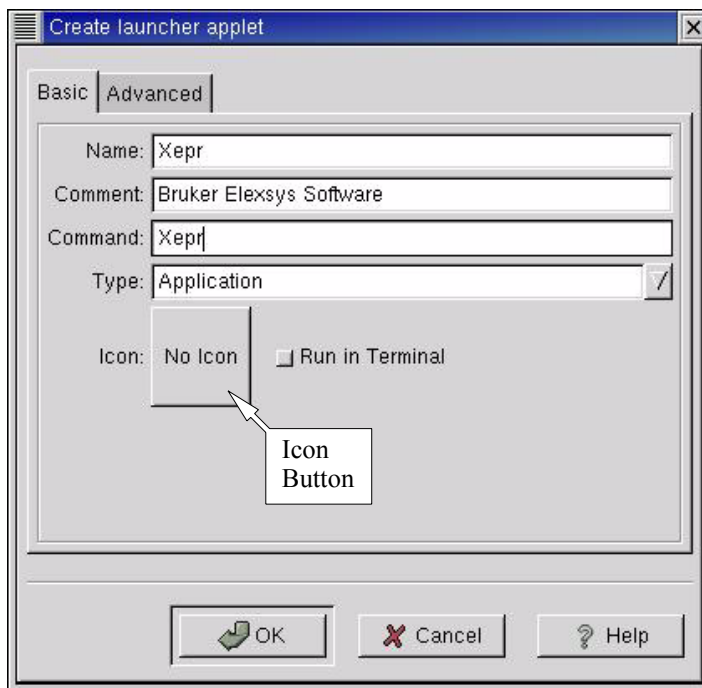 Create launcher applet
Basic Advanced
Name: Xepr
Comment: Bruker Elexsys Software
Command: Xepr
Type: Application
Icon: No Icon Run in Terminal
Icon
Button
OK Cancel Help